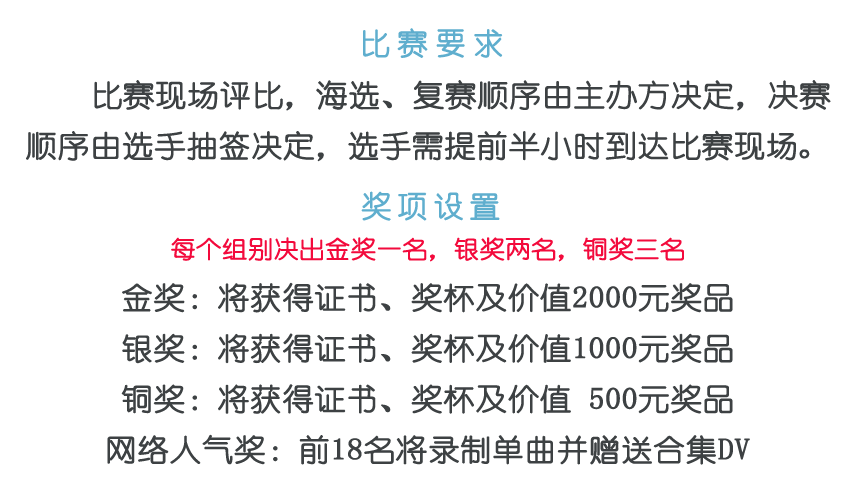 比赛要求
比赛现场评比，海选、复赛顺序由主办方决定，决赛
顺序由选手抽签决定，选手需提前半小时到达比赛现场。
奖项设置
每个组别决出金奖一名，银奖两名，铜奖三名
金奖：将获得证书、奖杯及价值2000元奖品
银奖：将获得证书、奖杯及价值1000元奖品
铜奖：将获得证书、奖杯及价值 500元奖品
网络人气奖：前18名将录制单曲并赠送合集DV